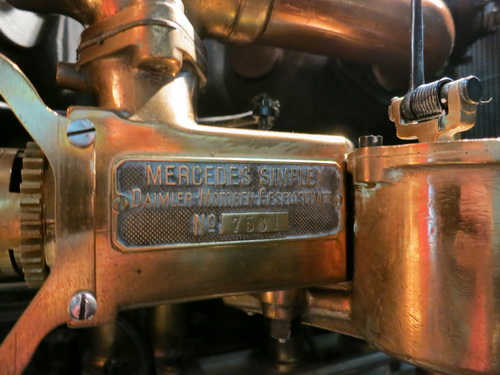 MERCEDES SIMPLEX
DAIMLER-MOTOREN-GESELLSCHAFT
No 7581